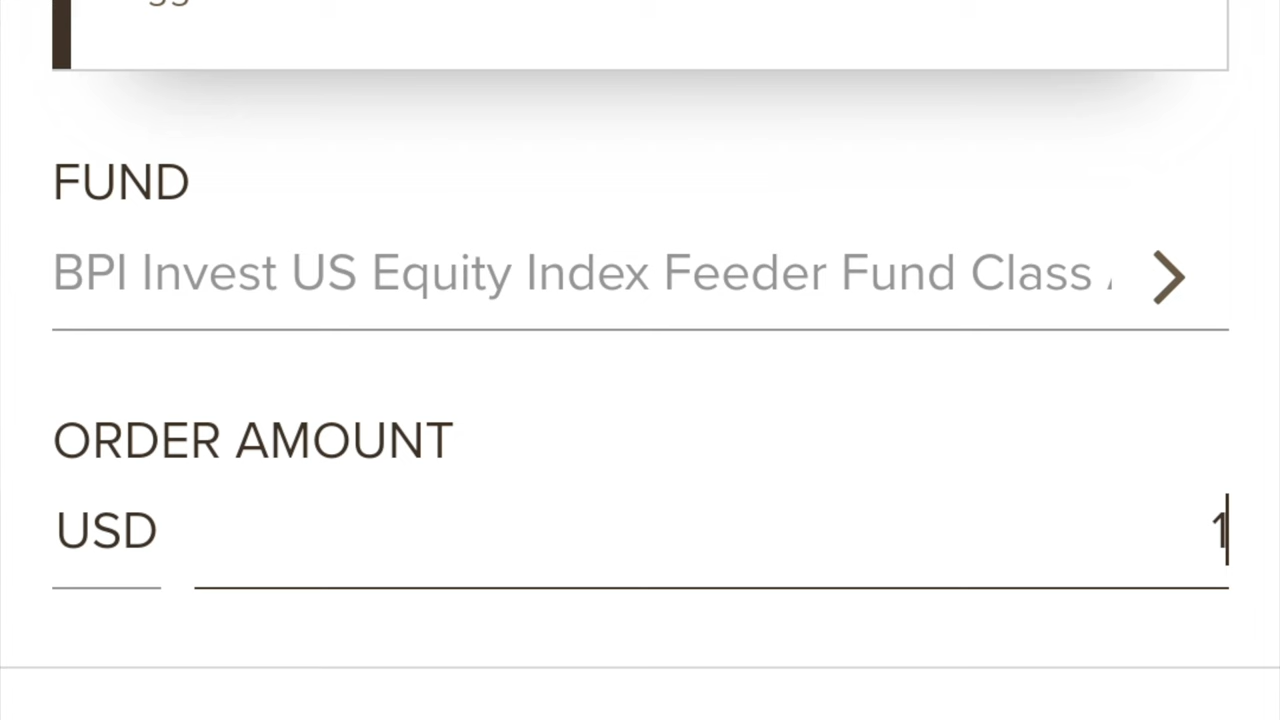 FUND
BPI Invest US Equity Index Feeder Fund Class
ORDER AMOUNT
USD
1